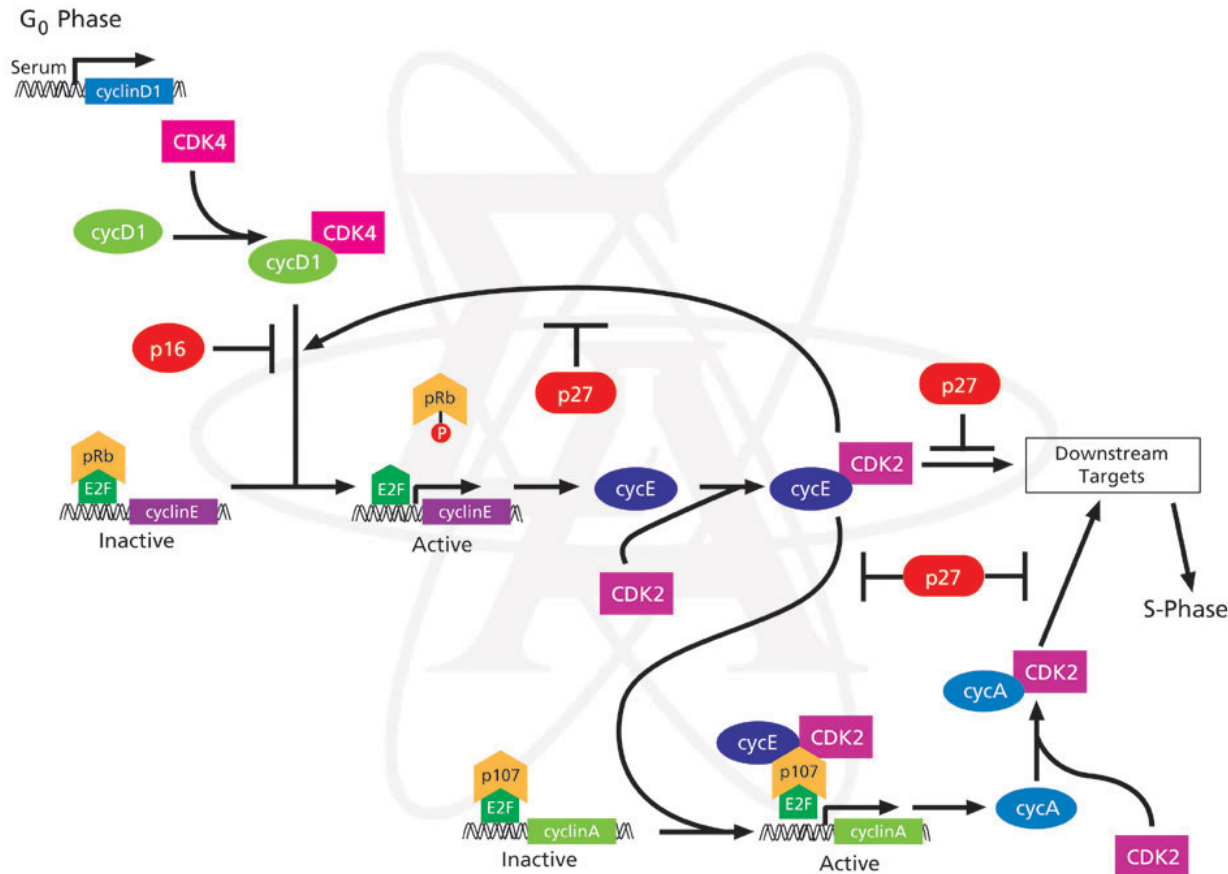 G0 Phase
Serum
cyclinD1
CDK4
cycD1
CDK4
cycD1
p16
p27
p27
pRb
P
pRb
E2F
cyclinE
Inactive
E2F
cyclinE
Active
cycE
CDK2
cycE
CDK2
Downstream
Targets
p27
S-Phase
CDK2
cycA
cycE
CDK2
p107
E2F
cyclinA
Inactive
p107
E2F
cyclinA
Active
cycA
CDK2